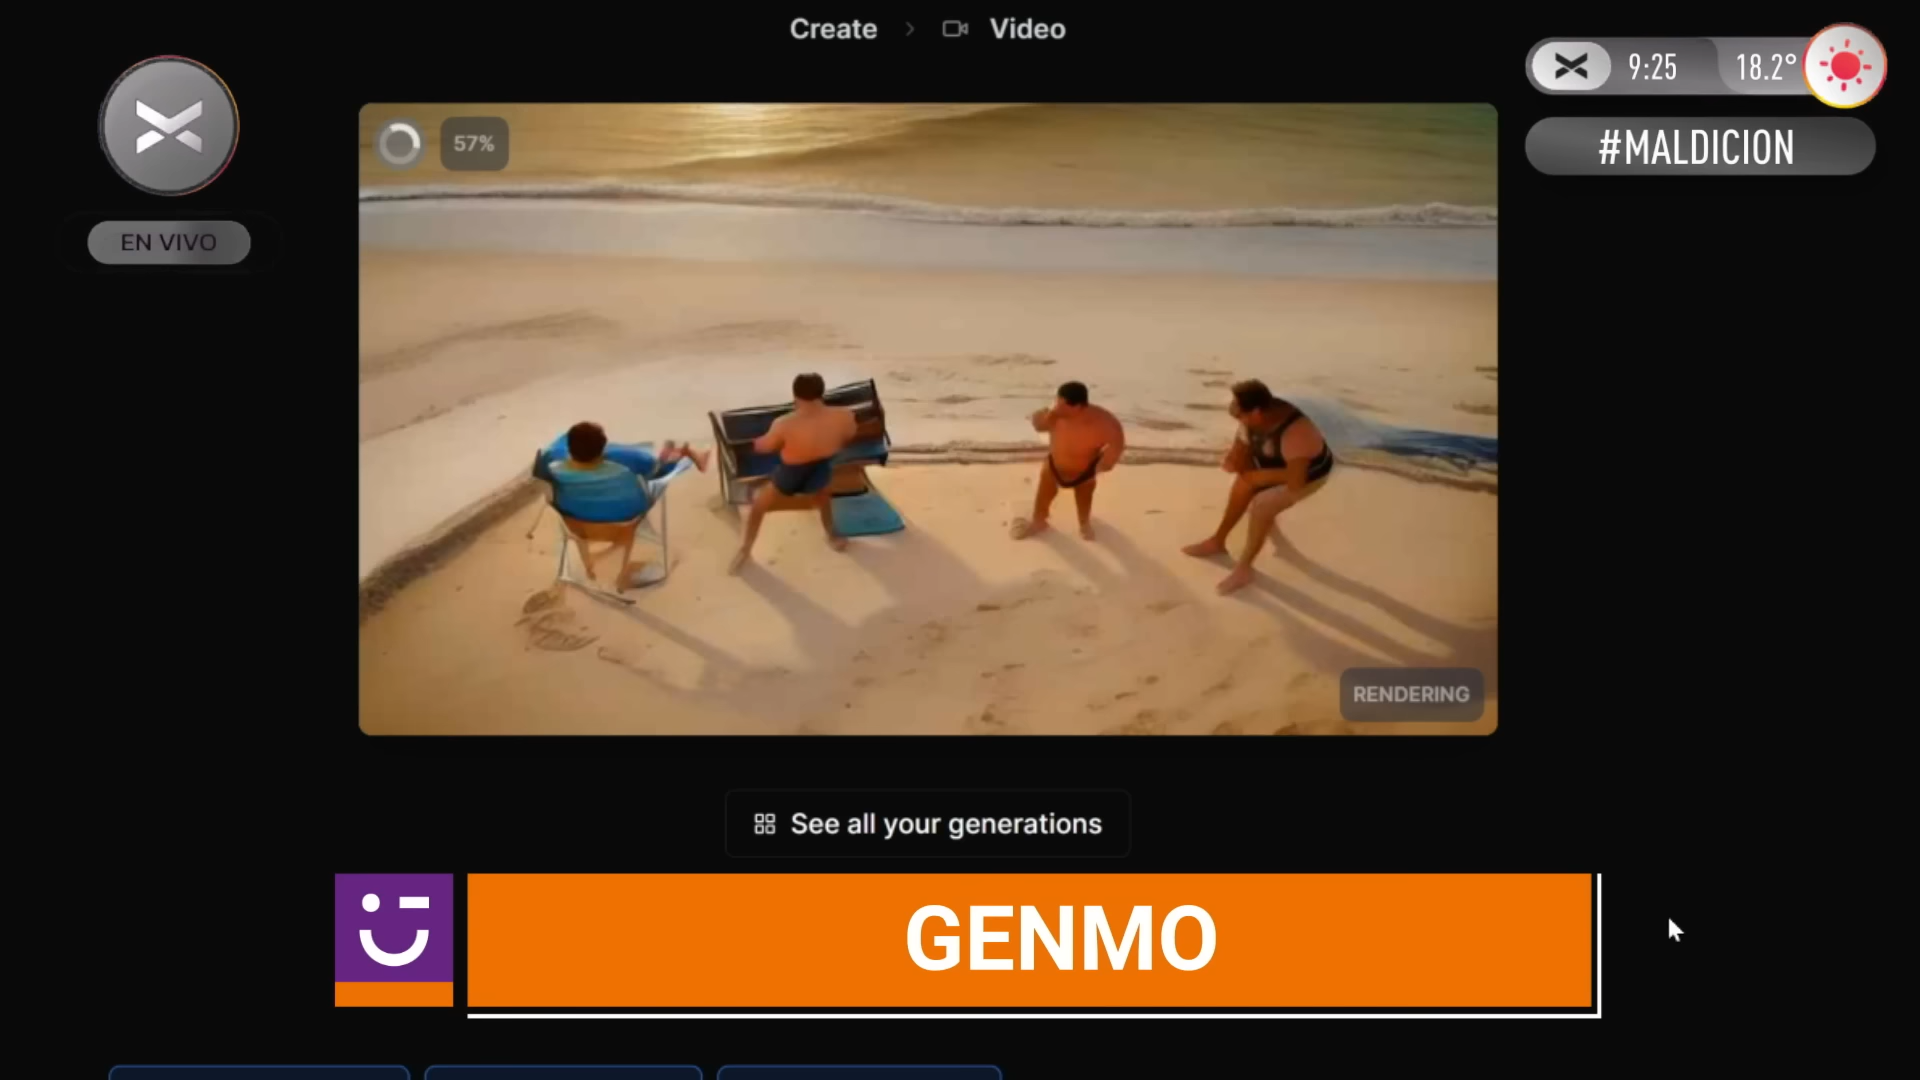 Create > Video
EN VIVO
9:25 18.2°
#MALDICION
57%
RENDERING
See all your generations
GENMO